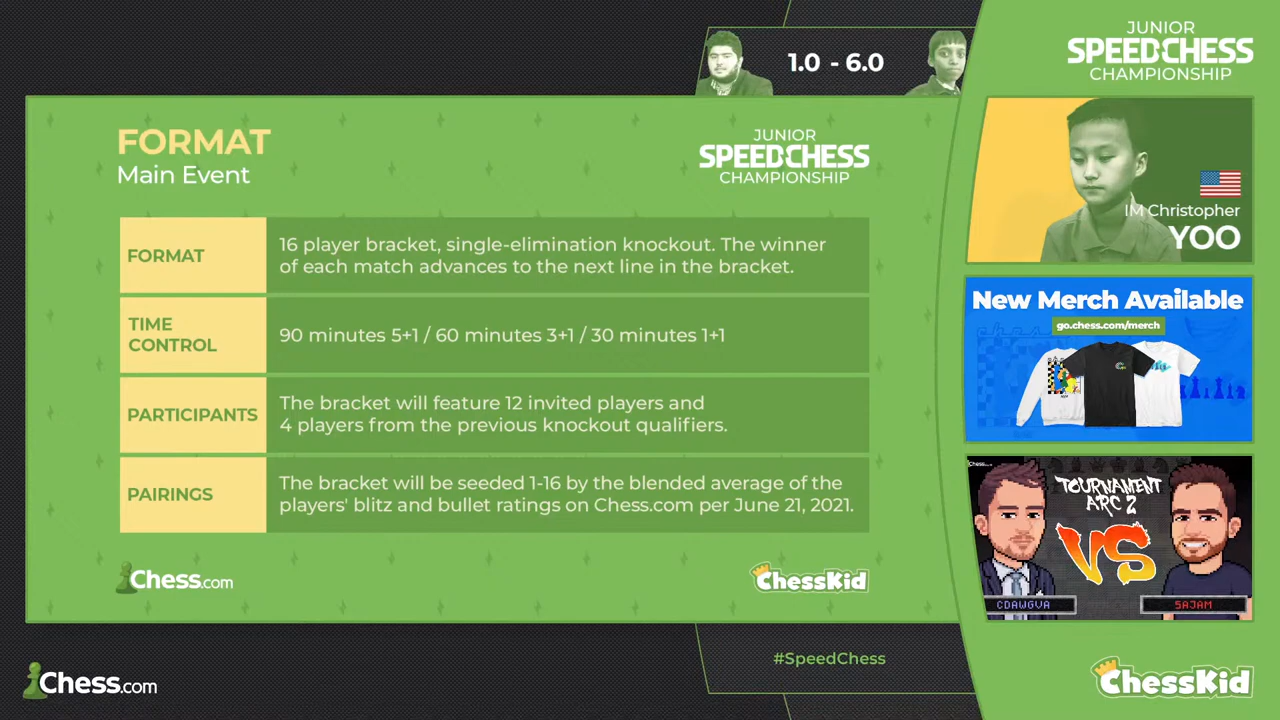 1.0 - 6.0
JUNIOR
SPEEDCHESS
CHAMPIONSHIP
FORMAT
Main Event
JUNIOR
SPEEDCHESS
CHAMPIONSHIP
FORMAT
16 player bracket, single-elimination knockout. The winner
of each match advances to the next line in the bracket.
TIME
CONTROL
90 minutes 5+1 / 60 minutes 3+1 / 30 minutes 1+1
PARTICIPANTS
The bracket will feature 12 invited players and
4 players from the previous knockout qualifiers.
PAIRINGS
The bracket will be seeded 1-16 by the blended average of the
players' blitz and bullet ratings on Chess.com per June 21, 2021.
Chess.com
ChessKid
IM Christopher
YOO
New Merch Available
go.chess.com/merch
chess
Chess.com
TOURNAMENT
ARC 2
VS
CDAWGVA
SAJAM
#SpeedChess
Chess.com
ChessKid